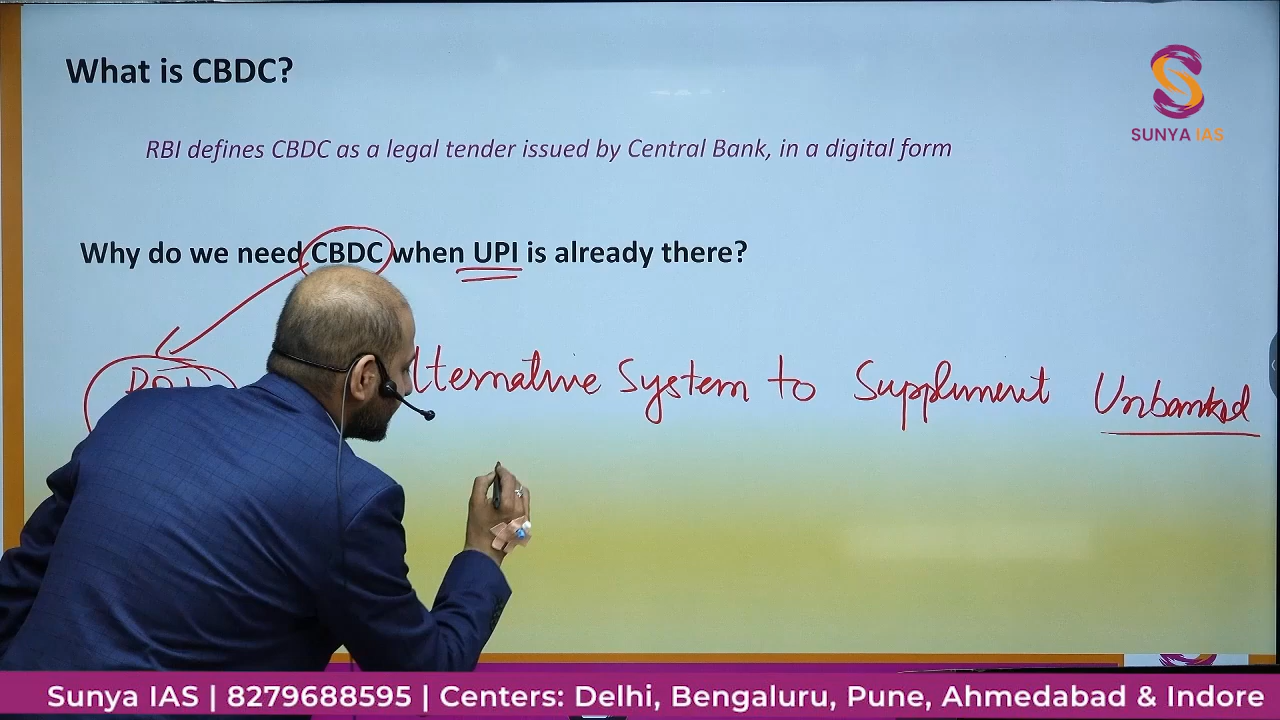 What is CBDC?
SUNYA IAS
RBI defines CBDC as a legal tender issued by Central Bank, in a digital form
Why do we need CBDC when UPI is already there?
lternative System to Supplement Unbanked
Sunya IAS | 8279688595 | Centers: Delhi, Bengaluru, Pune, Ahmedabad & Indore